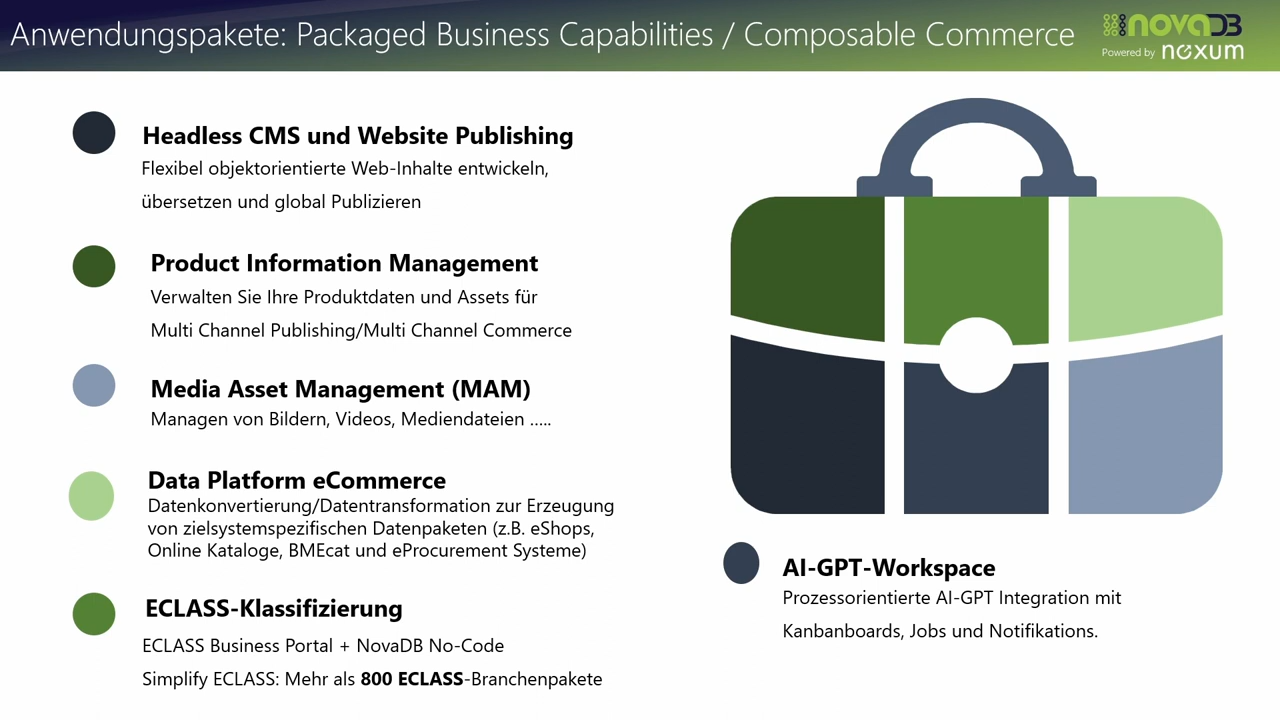 Anwendungspakete: Packaged Business Capabilities / Composable Commerce
novaDB
Powered by nexum
Headless CMS und Website Publishing
Flexibel objektorientierte Web-Inhalte entwickeln,
übersetzen und global Publizieren
Product Information Management
Verwalten Sie Ihre Produktdaten und Assets für
Multi Channel Publishing/Multi Channel Commerce
Media Asset Management (MAM)
Managen von Bildern, Videos, Mediendateien .....
Data Platform eCommerce
Datenkonvertierung/Datentransformation zur Erzeugung
von zielsystemspezifischen Datenpaketen (z.B. eShops,
Online Kataloge, BMEcat und eProcurement Systeme)
ECLASS-Klassifizierung
ECLASS Business Portal + NovaDB No-Code
Simplify ECLASS: Mehr als 800 ECLASS-Branchenpakete
AI-GPT-Workspace
Prozessorientierte AI-GPT Integration mit
Kanbanboards, Jobs und Notifikations.